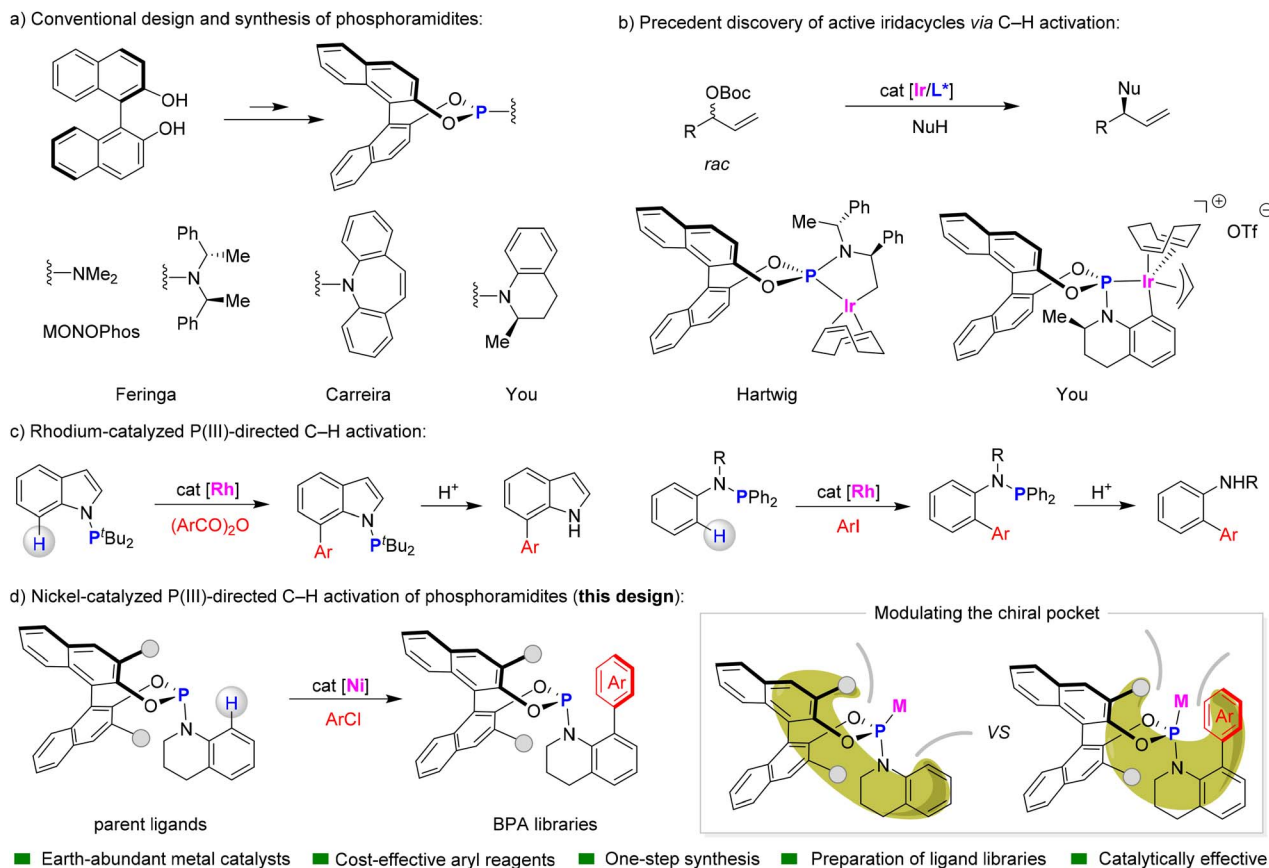 a) Conventional design and synthesis of phosphoramidites:
OH
OH
O
O
P
NMe2
MONOPhos
Ph
Me
N
Me
Ph
N
N
Me
Feringa
Carreira
You
b) Precedent discovery of active iridacycles via C–H activation:
OBoc
R
rac
cat [Ir/L*]
NuH
Nu
R
Ph
Me
N
Ph
O
O
P
Ir
Hartwig
⊕
OTf
⊖
O
O
P
Ir
Me
N
You
c) Rhodium-catalyzed P(III)-directed C–H activation:
H
N
PtBu2
cat [Rh]
(ArCO)2O
N
Ar
PtBu2
H+
N
H
Ar
R
N
PPh2
H
cat [Rh]
ArI
R
N
PPh2
Ar
H+
NHR
Ar
d) Nickel-catalyzed P(III)-directed C–H activation of phosphoramidites (this design):
O
O
P
H
N
parent ligands
cat [Ni]
ArCl
O
O
P
Ar
N
BPA libraries
Modulating the chiral pocket
O
O
P
M
N
VS
O
O
P
M
Ar
N
Earth-abundant metal catalysts
Cost-effective aryl reagents
One-step synthesis
Preparation of ligand libraries
Catalytically effective